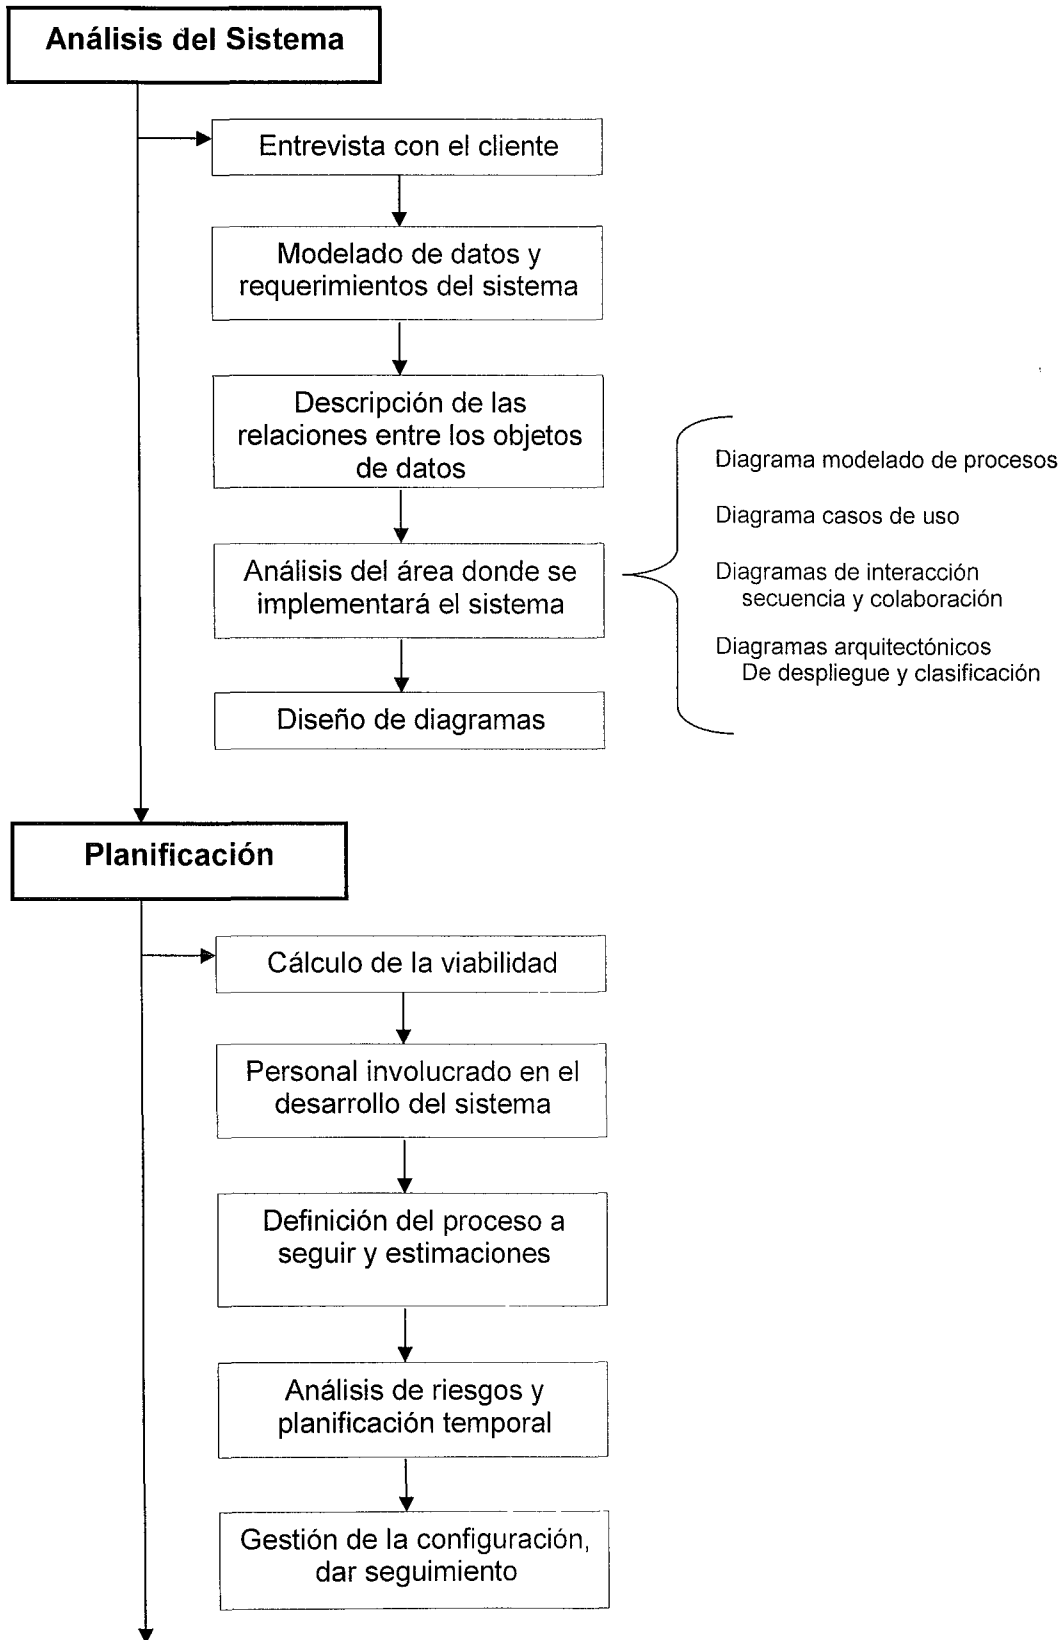 Análisis del Sistema
Entrevista con el cliente
Modelado de datos y
requerimientos del sistema
Descripción de las
relaciones entre los objetos
de datos
Análisis del área donde se
implementará el sistema
Diseño de diagramas
Diagrama modelado de procesos
Diagrama casos de uso
Diagramas de interacción
secuencia y colaboración
Diagramas arquitectónicos
De despliegue y clasificación
Planificación
Cálculo de la viabilidad
Personal involucrado en el
desarrollo del sistema
Definición del proceso a
seguir y estimaciones
Análisis de riesgos y
planificación temporal
Gestión de la configuración,
dar seguimiento